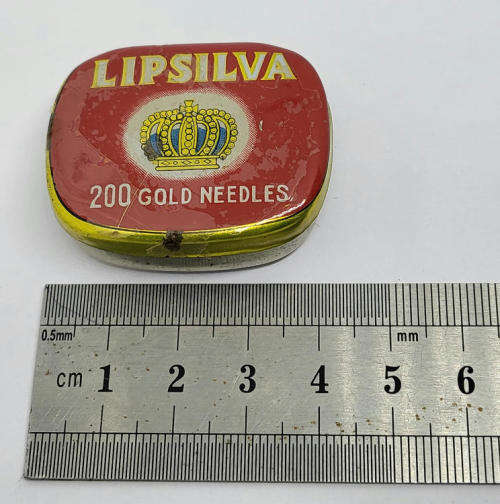 LIPSILVA
200 GOLD NEEDLES
0.5mm mm
cm 1 2 3 4 5 6